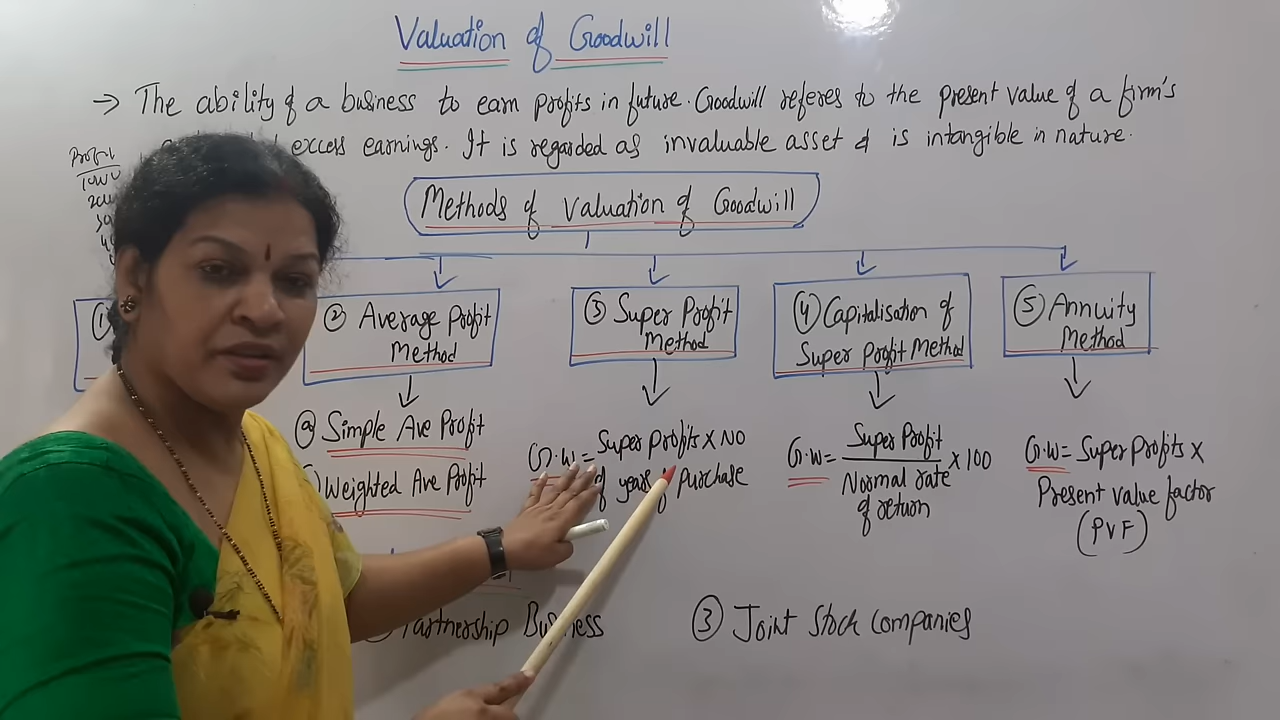 Valuation of Goodwill
→ The ability of a business to earn profits in future. Goodwill referes to the present value of a firm's
excess earnings. It is regarded as invaluable asset & is intangible in nature.
Profit
Methods of Valuation of Goodwill
①
② Average Profit
Method
③ Super Profit
Method
④ Capitalisation of
Super Profit Method
⑤ Annuity
Method
ⓐ Simple Ave Profit
Weighted Ave Profit
G.W = Super Profits X NO
of years of purchase
G.W = Super Profit
Normal rate
of return
X 100
G.W = Super Profits X
Present value factor
(PVF)
Partnership Business
③ Joint Stock Companies